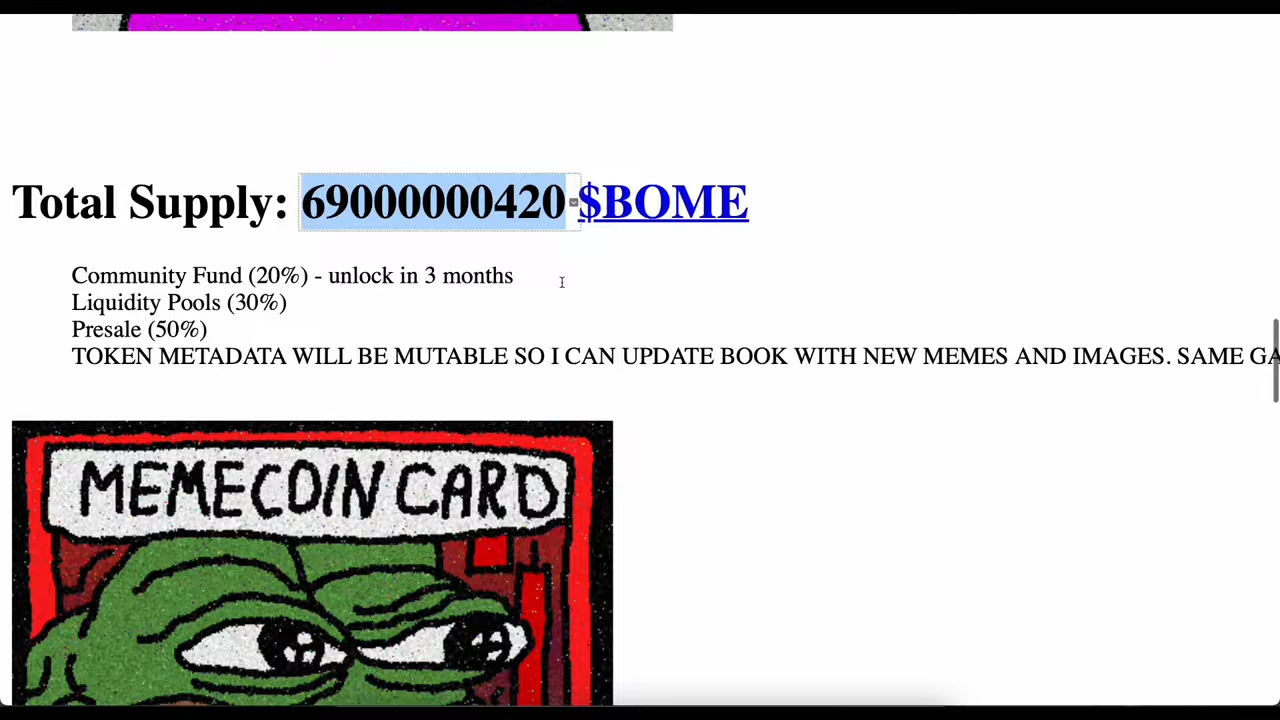 Total Supply: 69000000420 $BOME
Community Fund (20%) - unlock in 3 months
Liquidity Pools (30%)
Presale (50%)
TOKEN METADATA WILL BE MUTABLE SO I CAN UPDATE BOOK WITH NEW MEMES AND IMAGES. SAME
MEMECOIN CARD